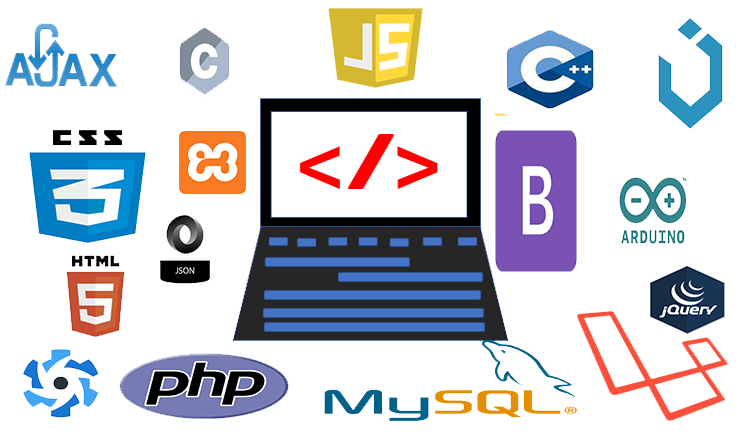 AJAX
C
JS
C++
CSS
3
</>
B
ARDUINO
JSON
HTML
5
jQuery
php
MySQL®